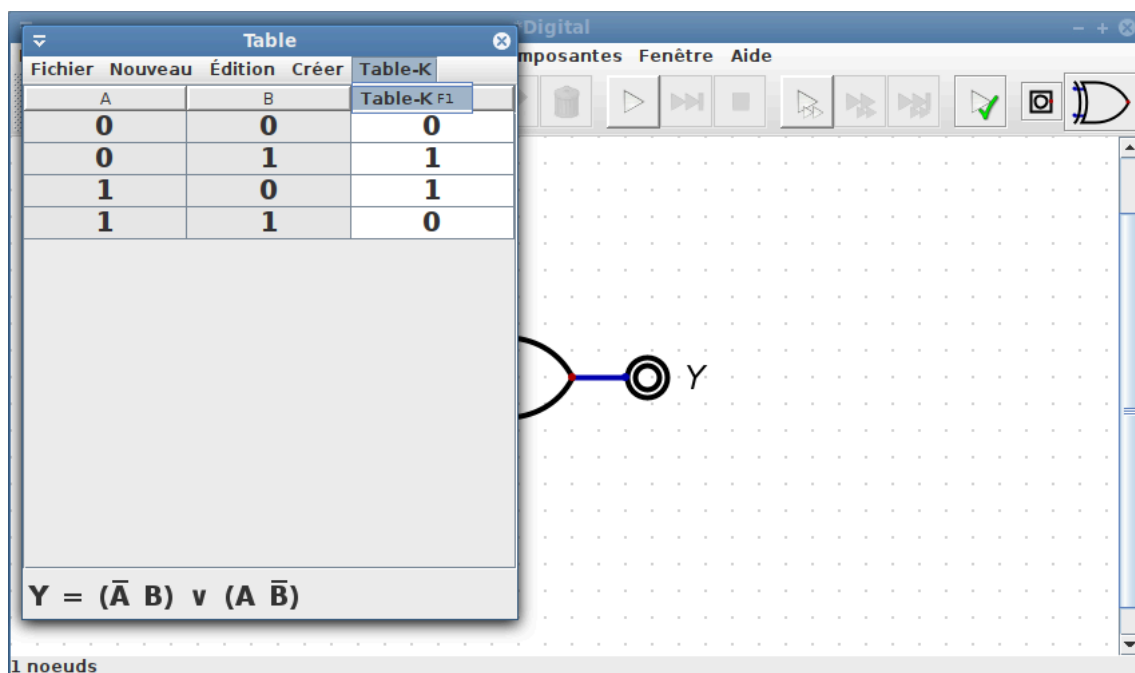 *Digital
Table
mposantes Fenêtre Aide
Fichier Nouveau Édition Créer Table-K
A B Table-K F1
0 0 0
0 1 1
1 0 1
1 1 0
Y
Y = (A̅ B) ∨ (A B̅)
1 noeuds